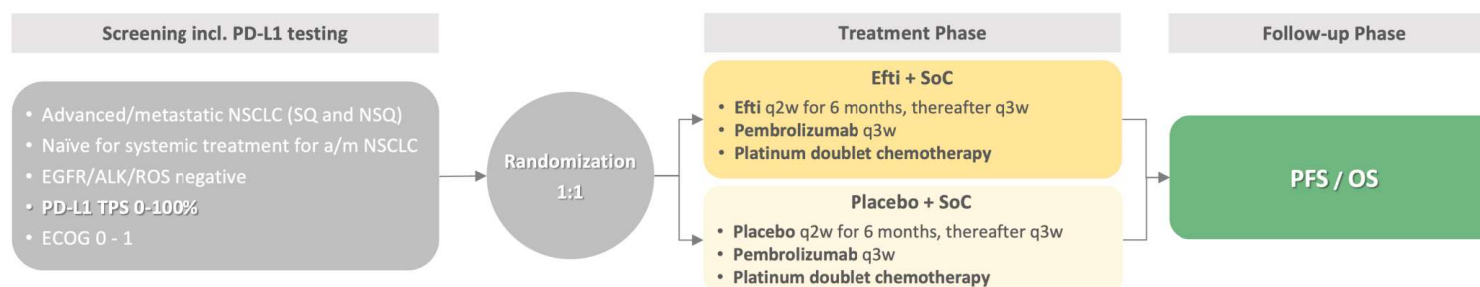 Screening incl. PD-L1 testing
• Advanced/metastatic NSCLC (SQ and NSQ)
• Naïve for systemic treatment for a/m NSCLC
• EGFR/ALK/ROS negative
• PD-L1 TPS 0-100%
• ECOG 0 - 1
Randomization
1:1
Treatment Phase
Efti + SoC
• Efti q2w for 6 months, thereafter q3w
• Pembrolizumab q3w
• Platinum doublet chemotherapy
Placebo + SoC
• Placebo q2w for 6 months, thereafter q3w
• Pembrolizumab q3w
• Platinum doublet chemotherapy
Follow-up Phase
PFS / OS